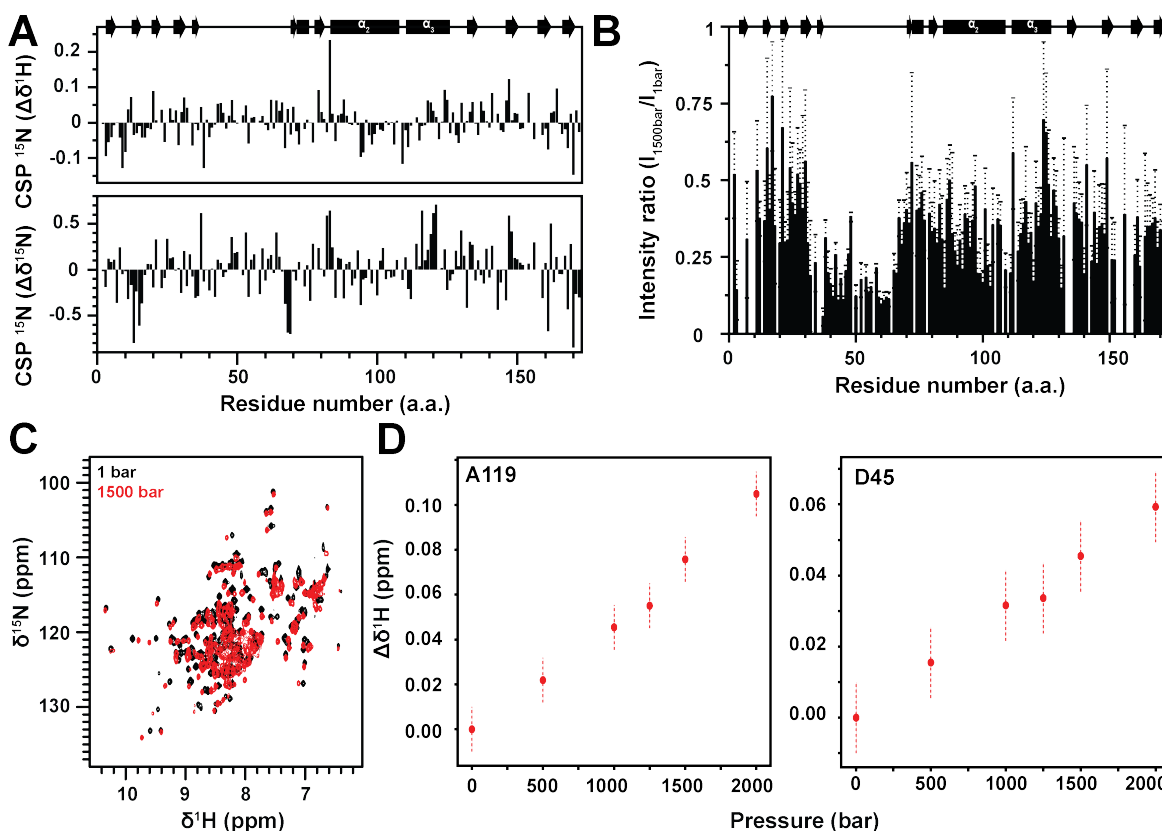 A
α2
α3
CSP ¹⁵N (Δδ¹H)
0.2
0.1
0
-0.1
CSP ¹⁵N (Δδ¹⁵N)
0.5
0
-0.5
0
50
100
150
Residue number (a.a.)
B
α2
α3
Intensity ratio (I1500bar/I1bar)
1
0.75
0.5
0.25
0
0
50
100
150
Residue number (a.a.)
C
1 bar
1500 bar
δ¹⁵N (ppm)
100
110
120
130
10
9
8
7
δ¹H (ppm)
D
A119
Δδ¹H (ppm)
0.10
0.08
0.06
0.04
0.02
0.00
0
500
1000
1500
2000
D45
0.06
0.04
0.02
0.00
0
500
1000
1500
2000
Pressure (bar)